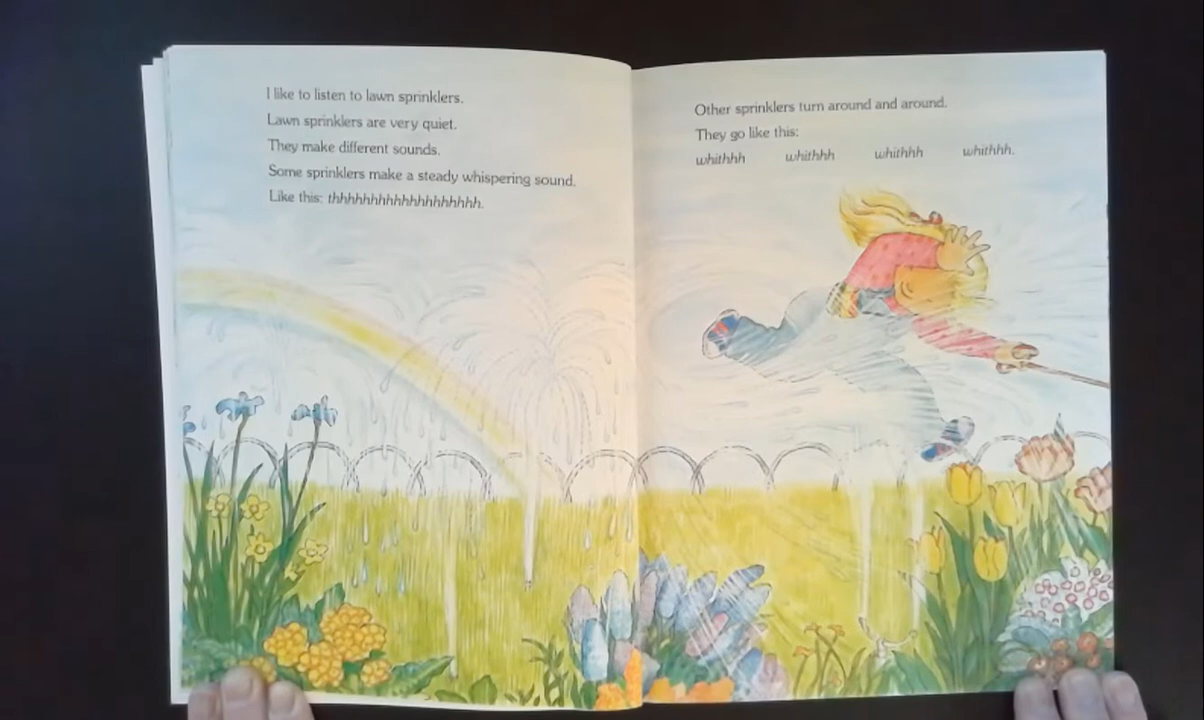 I like to listen to lawn sprinklers.
Lawn sprinklers are very quiet.
They make different sounds.
Some sprinklers make a steady whispering sound.
Like this: thhhhhhhhhhhhhhhhhhh.
Other sprinklers turn around and around.
They go like this:
whithhh whithhh whithhh whithhh.